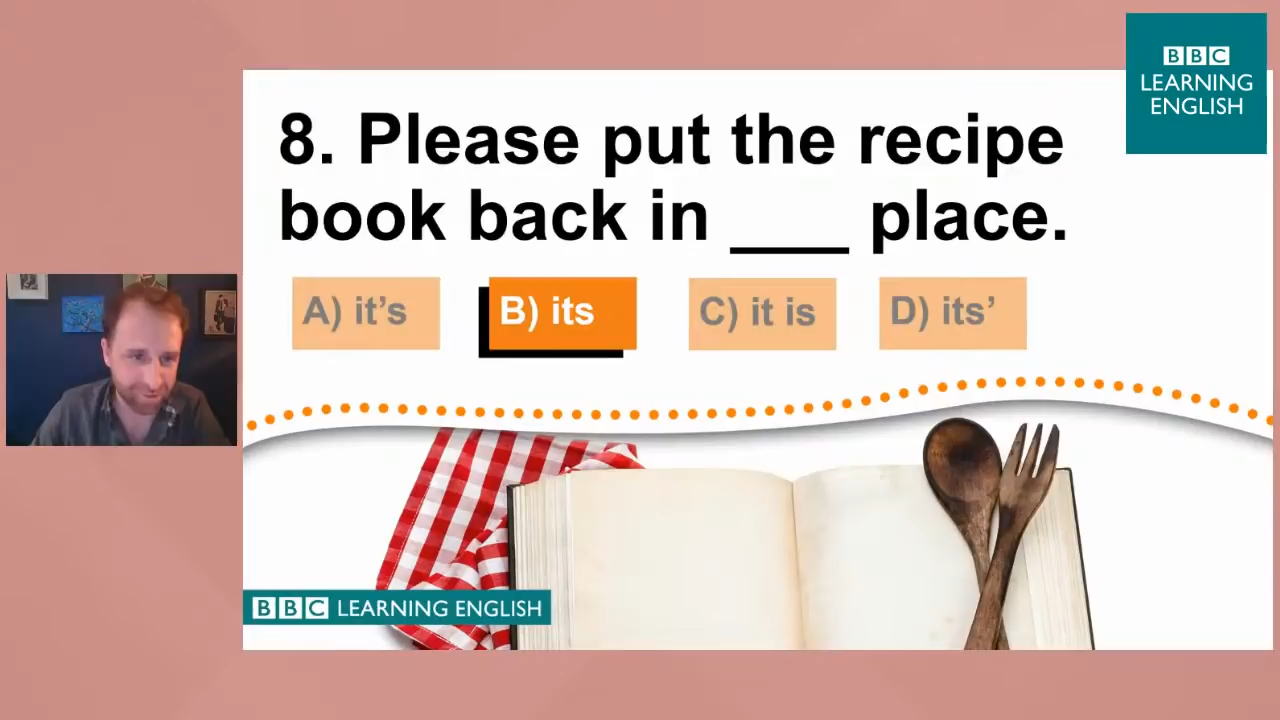 BBC
LEARNING
ENGLISH
8. Please put the recipe
book back in ___ place.
A) it’s
B) its
C) it is
D) its’
BBC LEARNING ENGLISH